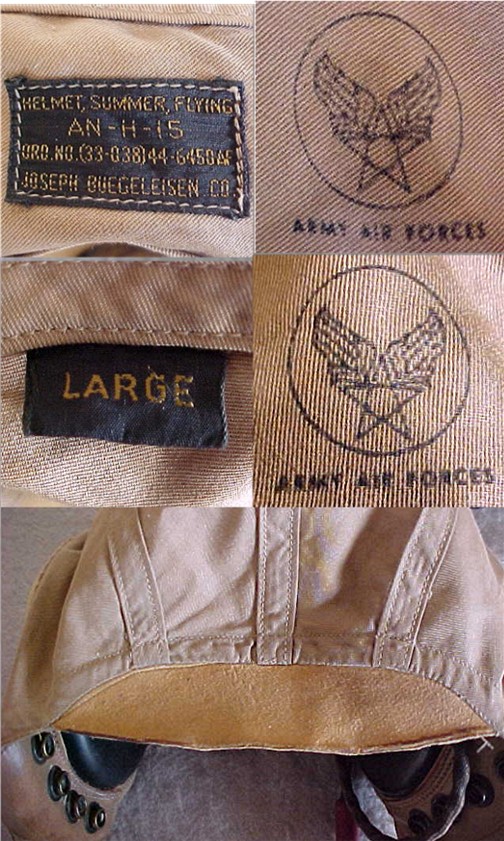 HELMET, SUMMER, FLYING
AN-H-15
ORD.NO.(33-038)44-6450AF
JOSEPH BUEGELEISEN CO.
ARMY AIR FORCES
LARGE
ARMY AIR FORCES